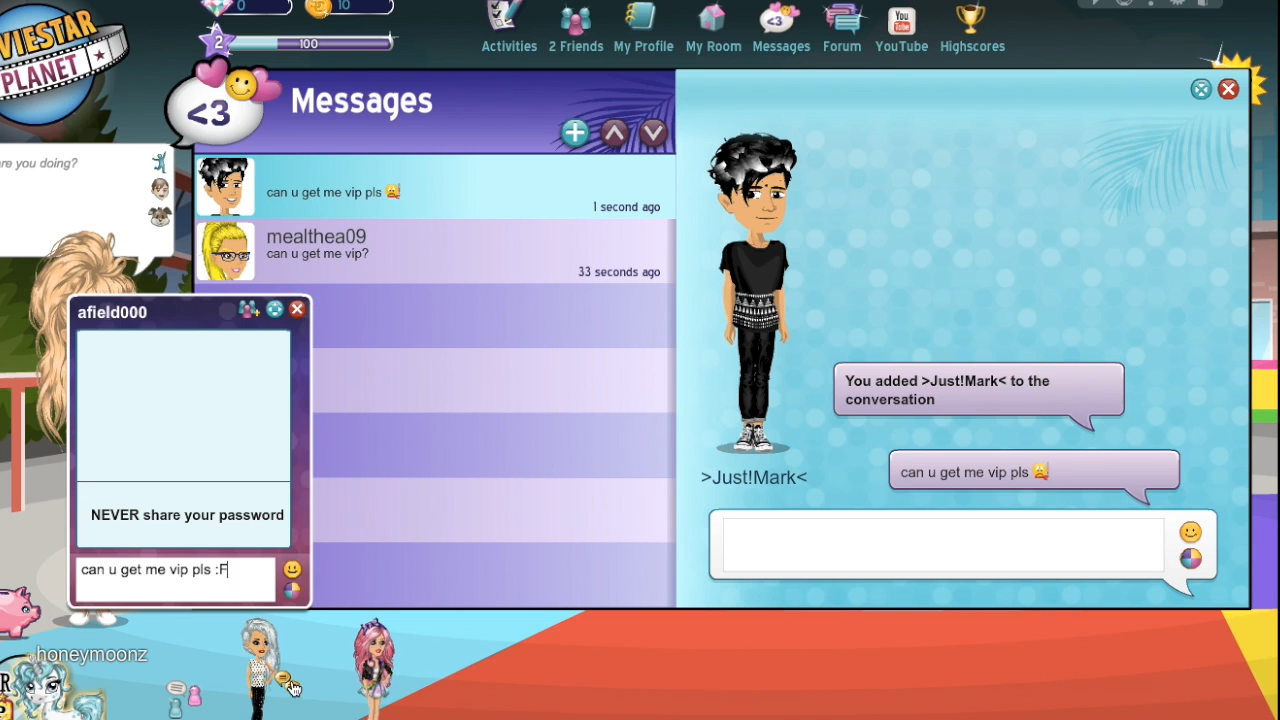 0
10
2
100
Activities
2 Friends
My Profile
My Room
<3
Messages
Forum
You
Tube
YouTube
Highscores
PLANET
<3
Messages
re you doing?
can u get me vip pls
1 second ago
mealthea09
can u get me vip?
33 seconds ago
You added >Just!Mark< to the
conversation
can u get me vip pls
>Just!Mark<
afield000
NEVER share your password
can u get me vip pls :F
honeymoonz